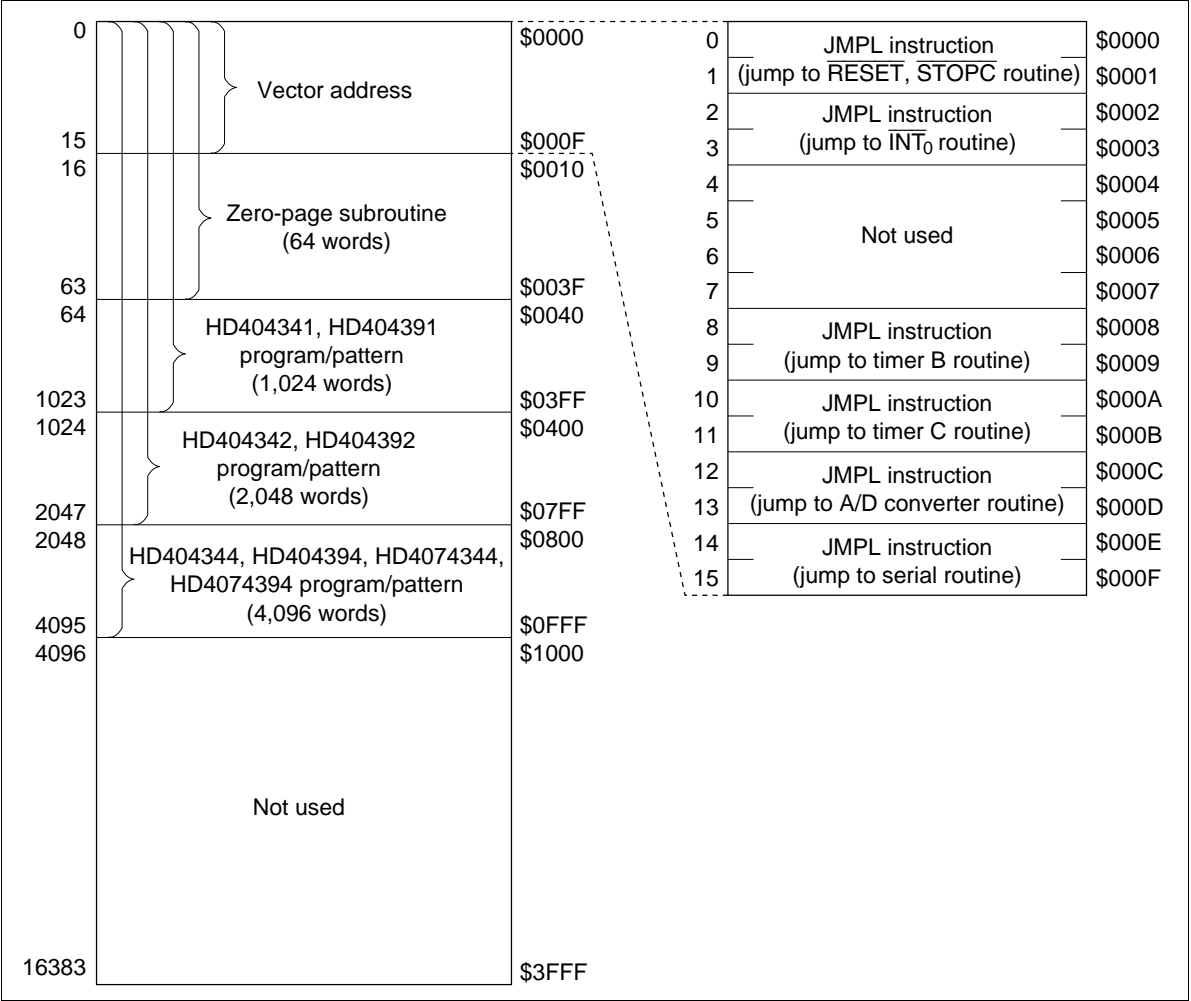 0
$0000
Vector address
15
$000F
16
$0010
Zero-page subroutine
(64 words)
63
$003F
64
$0040
HD404341, HD404391
program/pattern
(1,024 words)
1023
$03FF
1024
$0400
HD404342, HD404392
program/pattern
(2,048 words)
2047
$07FF
2048
$0800
HD404344, HD404394, HD4074344,
HD4074394 program/pattern
(4,096 words)
4095
$0FFF
4096
$1000
Not used
16383
$3FFF
0
JMPL instruction
$0000
1
(jump to RESET, STOPC routine)
$0001
2
JMPL instruction
$0002
3
(jump to INT0 routine)
$0003
4
$0004
5
$0005
Not used
6
$0006
7
$0007
8
JMPL instruction
$0008
9
(jump to timer B routine)
$0009
10
JMPL instruction
$000A
11
(jump to timer C routine)
$000B
12
JMPL instruction
$000C
13
(jump to A/D converter routine)
$000D
14
JMPL instruction
$000E
15
(jump to serial routine)
$000F